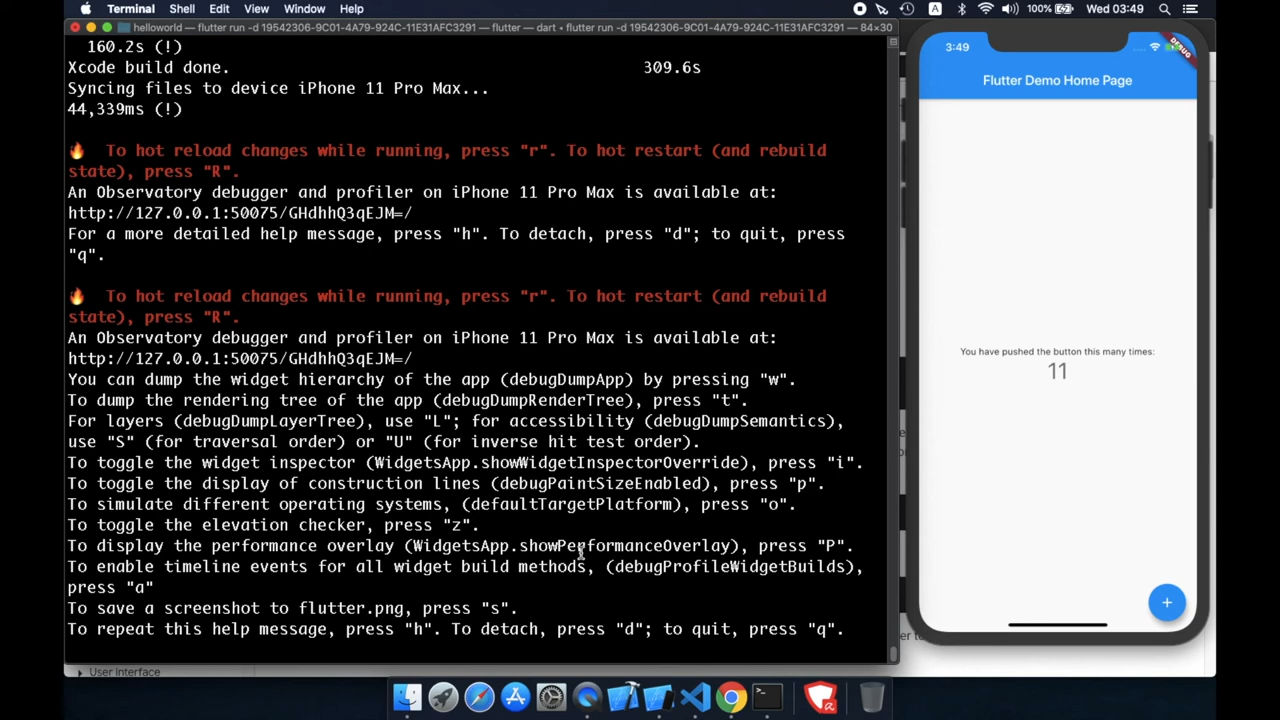 Terminal Shell Edit View Window Help
A 100% Wed 03:49
helloworld — flutter run -d 19542306-9C01-4A79-924C-11E31AFC3291 — flutter — dart • flutter run -d 19542306-9C01-4A79-924C-11E31AFC3291 — 84×30
160.2s (!)
Xcode build done. 309.6s
Syncing files to device iPhone 11 Pro Max...
44,339ms (!)
🔥 To hot reload changes while running, press "r". To hot restart (and rebuild
state), press "R".
An Observatory debugger and profiler on iPhone 11 Pro Max is available at:
http://127.0.0.1:50075/GHdhhQ3qEJM=/
For a more detailed help message, press "h". To detach, press "d"; to quit, press
"q".
🔥 To hot reload changes while running, press "r". To hot restart (and rebuild
state), press "R".
An Observatory debugger and profiler on iPhone 11 Pro Max is available at:
http://127.0.0.1:50075/GHdhhQ3qEJM=/
You can dump the widget hierarchy of the app (debugDumpApp) by pressing "w".
To dump the rendering tree of the app (debugDumpRenderTree), press "t".
For layers (debugDumpLayerTree), use "L"; for accessibility (debugDumpSemantics),
use "S" (for traversal order) or "U" (for inverse hit test order).
To toggle the widget inspector (WidgetsApp.showWidgetInspectorOverride), press "i".
To toggle the display of construction lines (debugPaintSizeEnabled), press "p".
To simulate different operating systems, (defaultTargetPlatform), press "o".
To toggle the elevation checker, press "z".
To display the performance overlay (WidgetsApp.showPerformanceOverlay), press "P".
To enable timeline events for all widget build methods, (debugProfileWidgetBuilds),
press "a"
To save a screenshot to flutter.png, press "s".
To repeat this help message, press "h". To detach, press "d"; to quit, press "q".
3:49
DEBUG
Flutter Demo Home Page
You have pushed the button this many times:
11
+
User interface